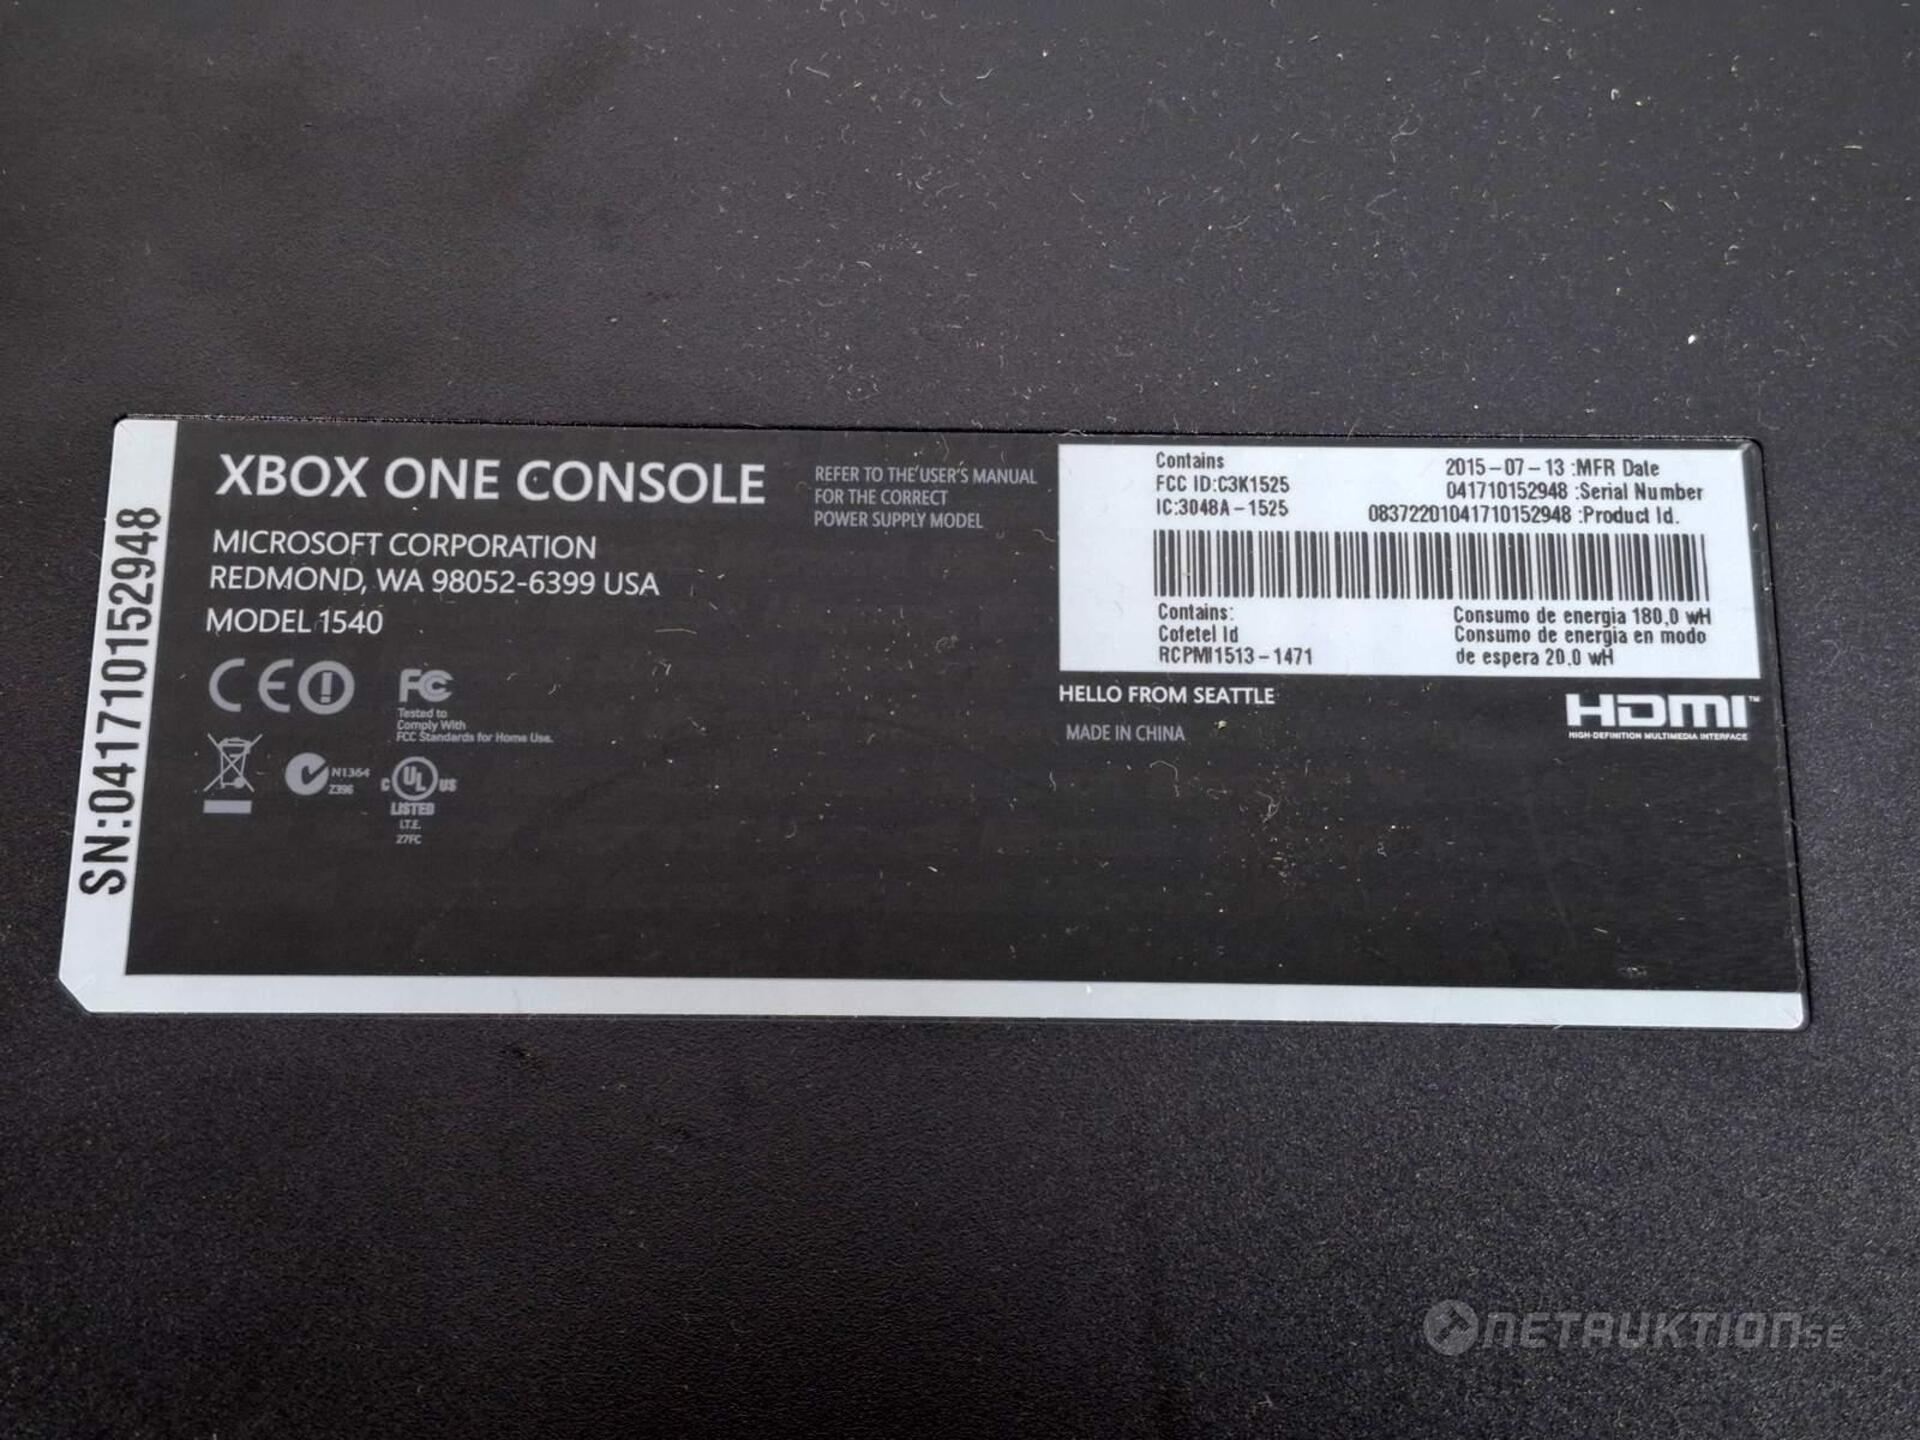 SN:041710152948
XBOX ONE CONSOLE
MICROSOFT CORPORATION
REDMOND, WA 98052-6399 USA
MODEL 1540
CE
FC
Tested to
Comply With
FCC Standards for Home Use.
N1364
Z396
C UL US
LISTED
I.T.E.
27FC
REFER TO THE USER'S MANUAL
FOR THE CORRECT
POWER SUPPLY MODEL
Contains
FCC ID:C3K1525
IC:3048A-1525
2015-07-13 :MFR Date
041710152948 :Serial Number
08372201041710152948 :Product Id.
Contains:
Cofetel Id
RCPMI1513-1471
Consumo de energia 180,0 wH
Consumo de energia en modo
de espera 20,0 wH
HELLO FROM SEATTLE
MADE IN CHINA
HDMI™
HIGH-DEFINITION MULTIMEDIA INTERFACE
NETAUKTION.SE